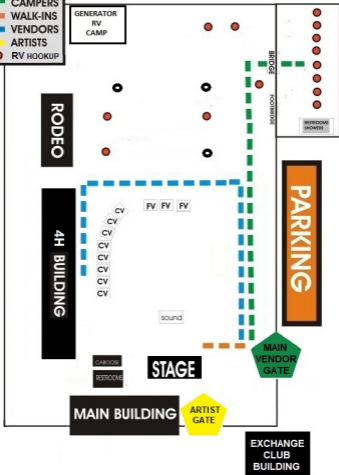 CAMPERS
WALK-INS
VENDORS
ARTISTS
RV HOOKUP
GENERATOR
RV
CAMP
BRIDGE
FOOTBRIDGE
RESTROOMS
SHOWERS
RODEO
PARKING
4H BUILDING
CV
CV
CV
CV
CV
CV
CV
CV
FV
FV
FV
sound
CABOOSE
RESTROOMS
STAGE
MAIN
VENDOR
GATE
MAIN BUILDING
ARTIST
GATE
EXCHANGE
CLUB
BUILDING